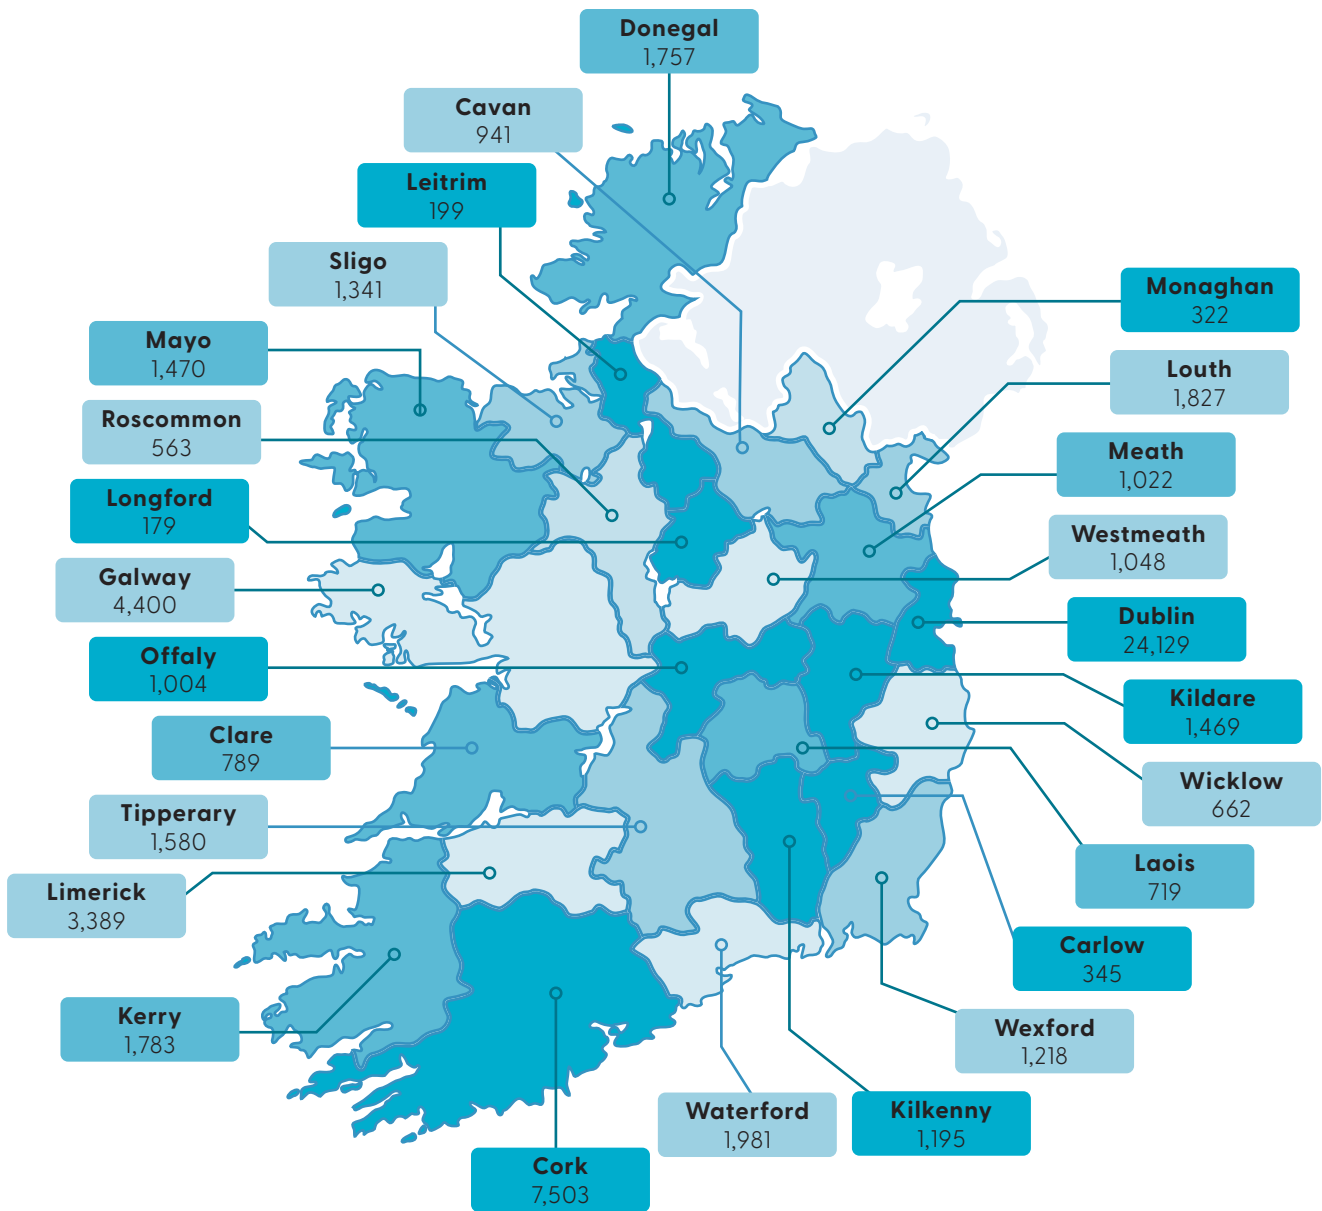 Donegal
1,757
Cavan
941
Leitrim
199
Sligo
1,341
Mayo
1,470
Roscommon
563
Longford
179
Galway
4,400
Offaly
1,004
Clare
789
Tipperary
1,580
Limerick
3,389
Kerry
1,783
Cork
7,503
Monaghan
322
Louth
1,827
Meath
1,022
Westmeath
1,048
Dublin
24,129
Kildare
1,469
Wicklow
662
Laois
719
Carlow
345
Wexford
1,218
Kilkenny
1,195
Waterford
1,981